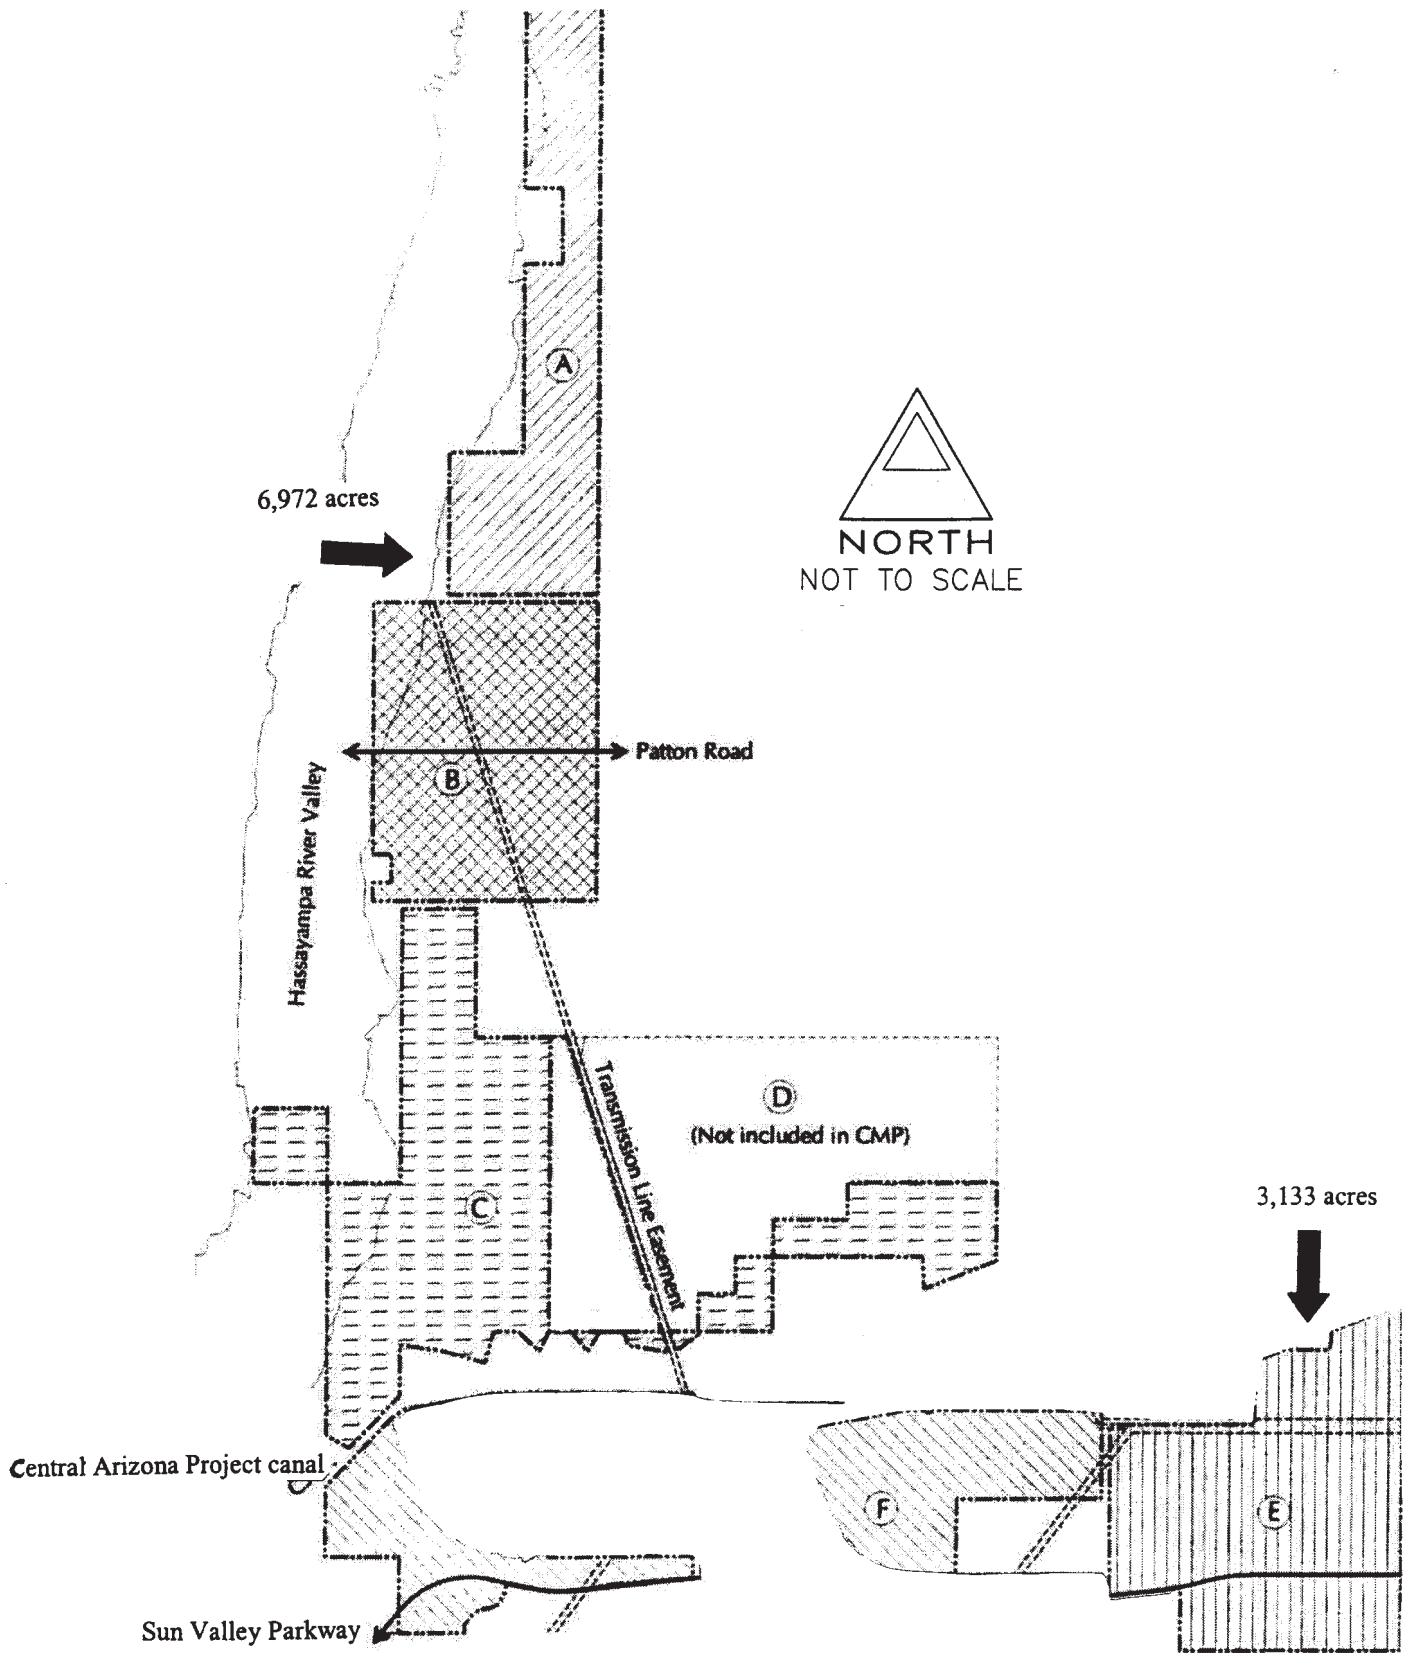 A
6,972 acres
NORTH
NOT TO SCALE
Patton Road
B
Hassayampa River Valley
D
(Not included in CMP)
Transmission Line Easement
C
3,133 acres
Central Arizona Project canal
F
E
Sun Valley Parkway